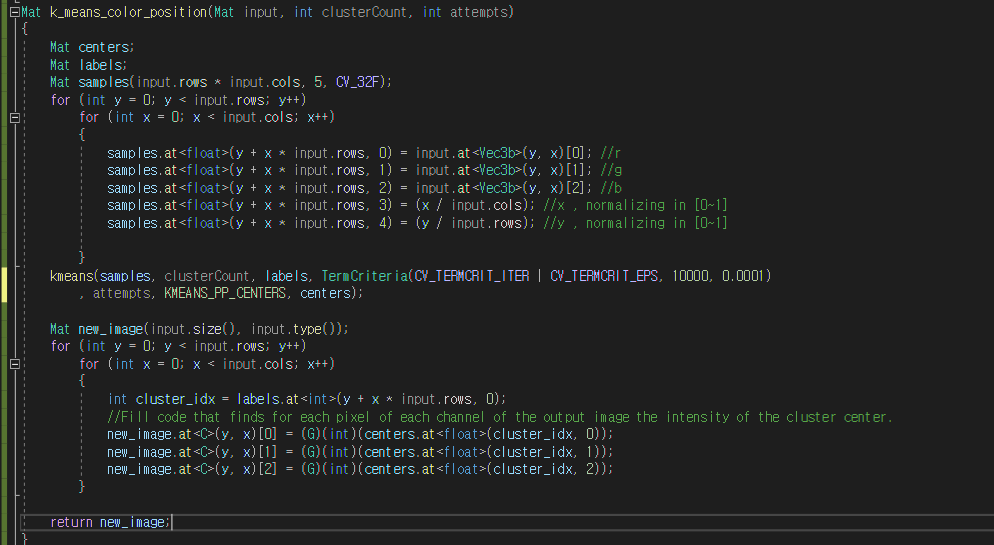 Mat k_means_color_position(Mat input, int clusterCount, int attempts)
{
Mat centers;
Mat labels;
Mat samples(input.rows * input.cols, 5, CV_32F);
for (int y = 0; y < input.rows; y++)
for (int x = 0; x < input.cols; x++)
{
samples.at<float>(y + x * input.rows, 0) = input.at<Vec3b>(y, x)[0]; //r
samples.at<float>(y + x * input.rows, 1) = input.at<Vec3b>(y, x)[1]; //g
samples.at<float>(y + x * input.rows, 2) = input.at<Vec3b>(y, x)[2]; //b
samples.at<float>(y + x * input.rows, 3) = (x / input.cols); //x , normalizing in [0~1]
samples.at<float>(y + x * input.rows, 4) = (y / input.rows); //y , normalizing in [0~1]
}
kmeans(samples, clusterCount, labels, TermCriteria(CV_TERMCRIT_ITER | CV_TERMCRIT_EPS, 10000, 0.0001)
, attempts, KMEANS_PP_CENTERS, centers);
Mat new_image(input.size(), input.type());
for (int y = 0; y < input.rows; y++)
for (int x = 0; x < input.cols; x++)
{
int cluster_idx = labels.at<int>(y + x * input.rows, 0);
//Fill code that finds for each pixel of each channel of the output image the intensity of the cluster center.
new_image.at<C>(y, x)[0] = (G)(int)(centers.at<float>(cluster_idx, 0));
new_image.at<C>(y, x)[1] = (G)(int)(centers.at<float>(cluster_idx, 1));
new_image.at<C>(y, x)[2] = (G)(int)(centers.at<float>(cluster_idx, 2));
}
return new_image;
}